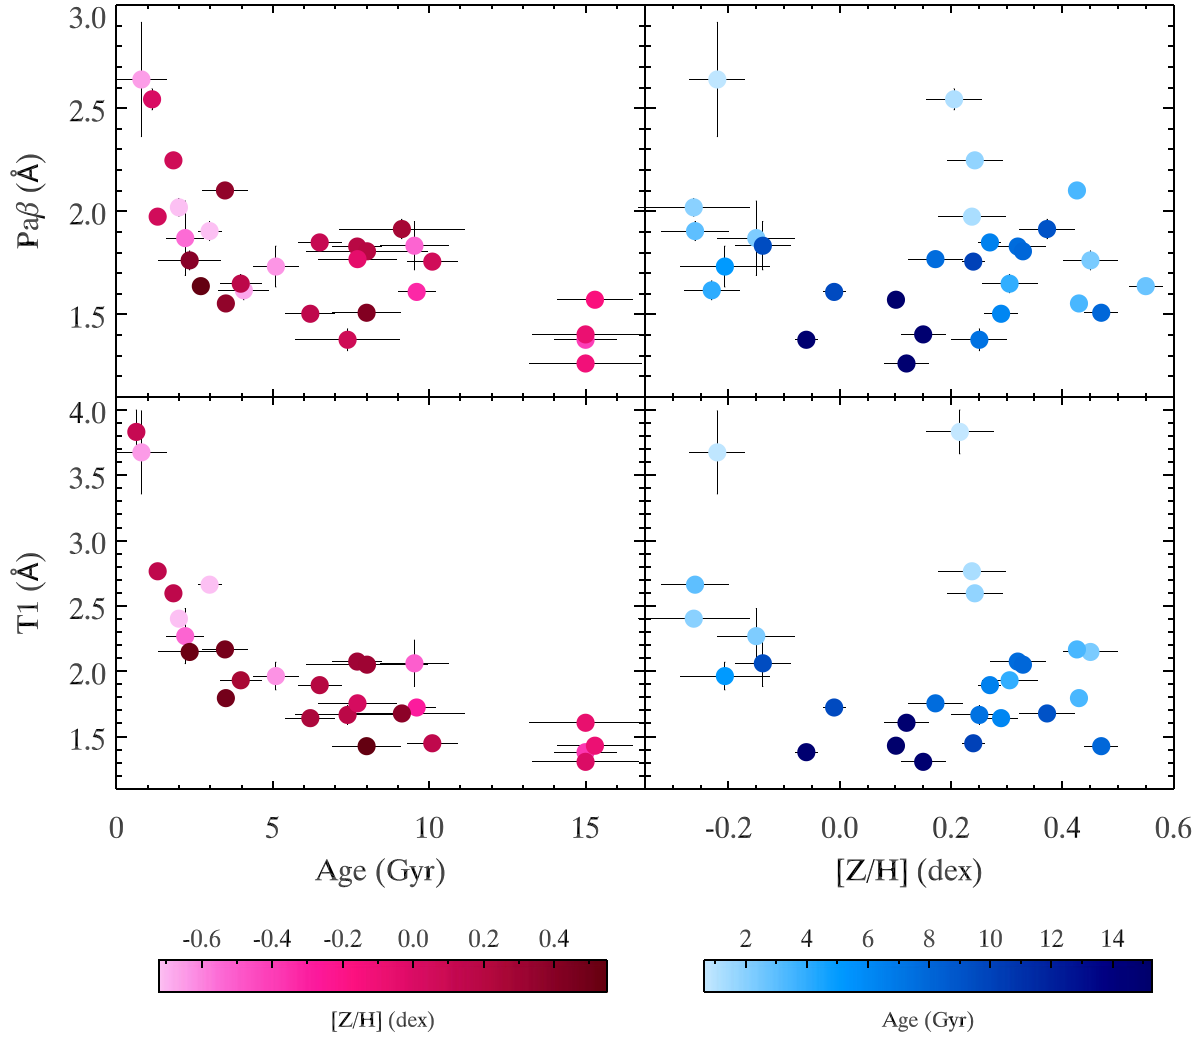 3.0
2.5
2.0
1.5
Paβ (Å)
4.0
3.5
3.0
2.5
2.0
1.5
T1 (Å)
0 5 10 15 -0.2 0.0 0.2 0.4 0.6
Age (Gyr) [Z/H] (dex)
-0.6 -0.4 -0.2 0.0 0.2 0.4 2 4 6 8 10 12 14
[Z/H] (dex) Age (Gyr)